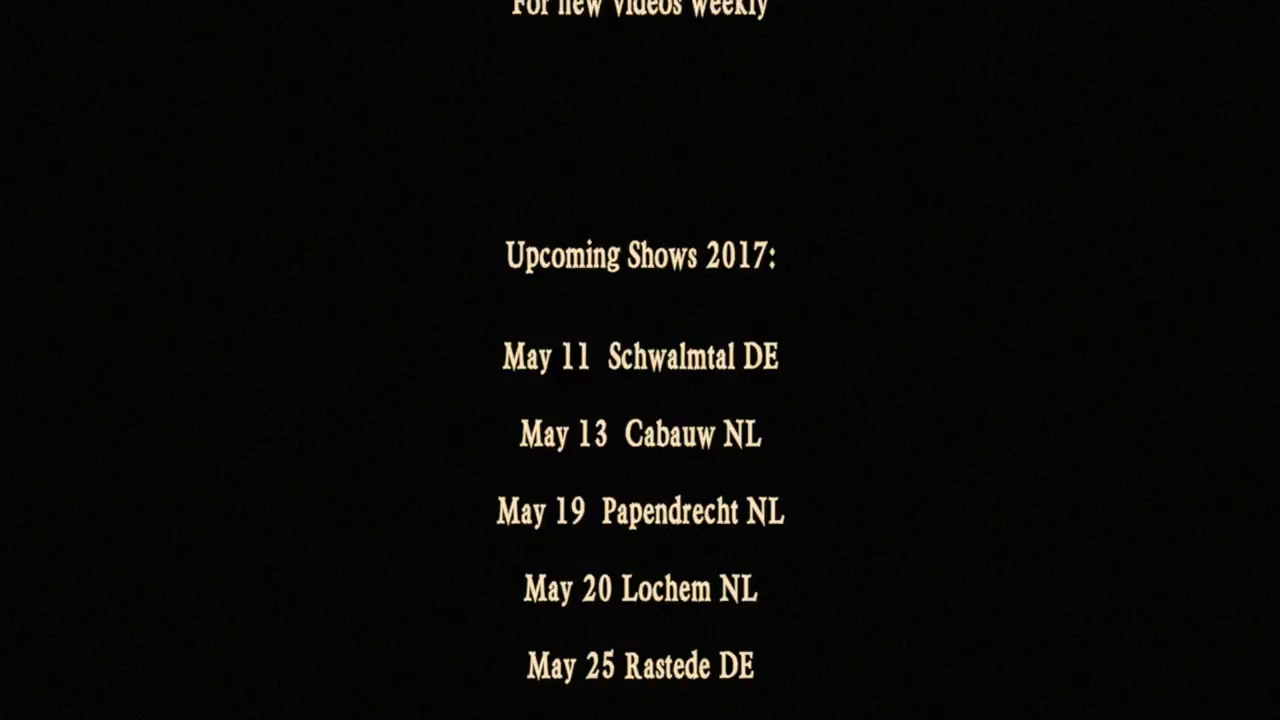 For new videos weekly
Upcoming Shows 2017:
May 11  Schwalmtal DE
May 13  Cabauw NL
May 19  Papendrecht NL
May 20 Lochem NL
May 25 Rastede DE